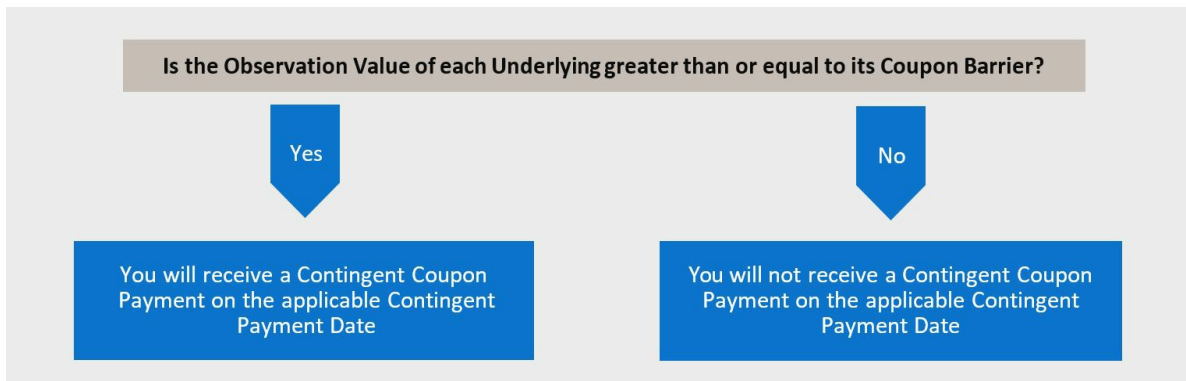 Is the Observation Value of each Underlying greater than or equal to its Coupon Barrier?
Yes
No
You will receive a Contingent Coupon
Payment on the applicable Contingent
Payment Date
You will not receive a Contingent Coupon
Payment on the applicable Contingent
Payment Date